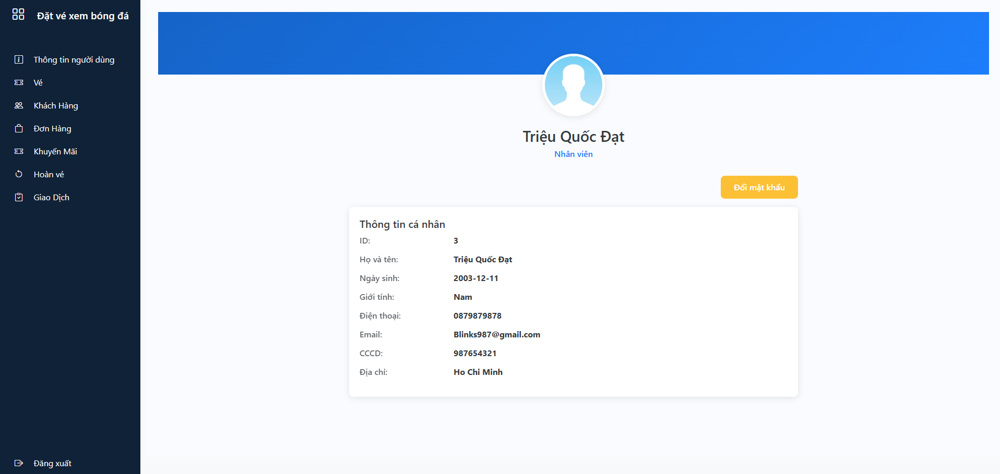 Đặt vé xem bóng đá
Thông tin người dùng
Vé
Khách Hàng
Đơn Hàng
Khuyến Mãi
Hoàn vé
Giao Dịch
Đăng xuất
Triệu Quốc Đạt
Nhân viên
Đổi mật khẩu
Thông tin cá nhân
ID: 3
Họ và tên: Triệu Quốc Đạt
Ngày sinh: 2003-12-11
Giới tính: Nam
Điện thoại: 0879879878
Email: Blinks987@gmail.com
CCCD: 987654321
Địa chỉ: Ho Chi Minh